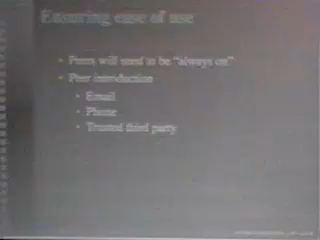 Ensuring ease of use
Peers will need to be "always on"
Peer introduction
Email
Phone
Trusted third party